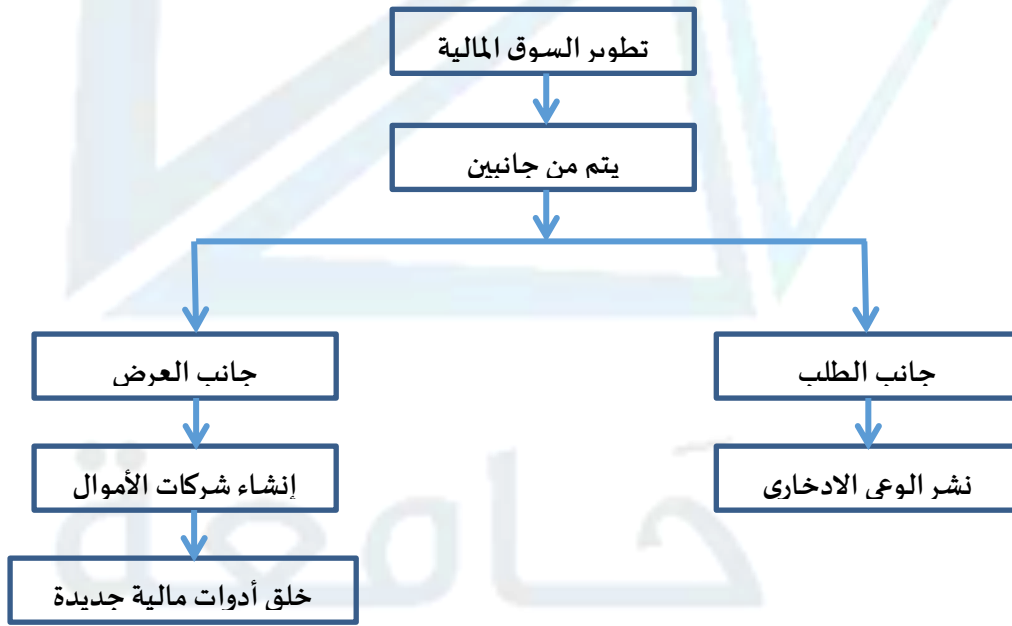 تطوير السوق المالية
يتم من جانبين
جانب الطلب
جانب العرض
نشر الوعي الادخاري
إنشاء شركات الأموال
خلق أدوات مالية جديدة